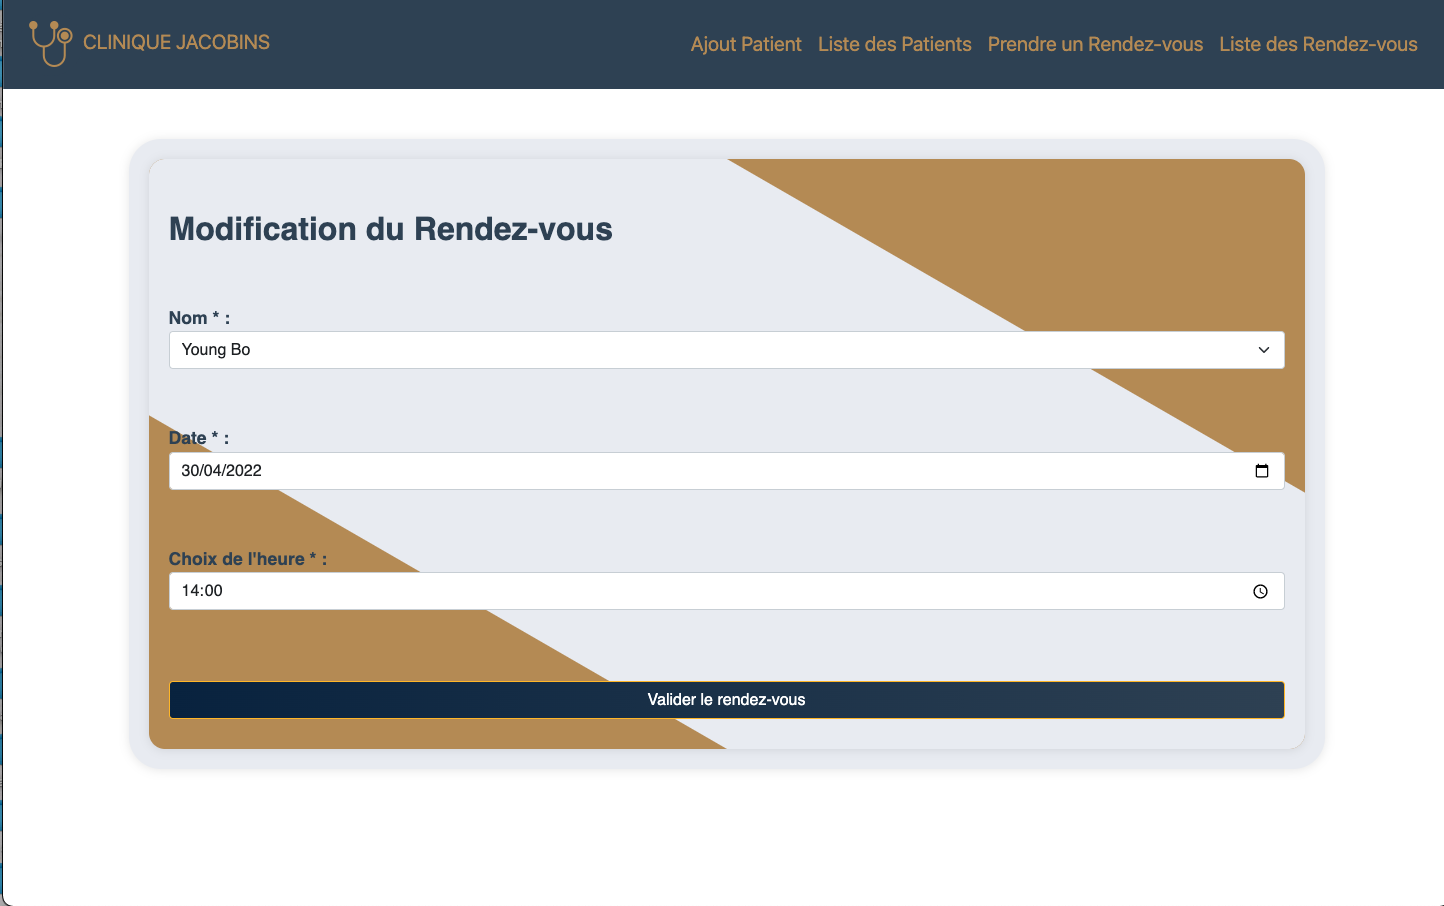 CLINIQUE JACOBINS
Ajout Patient Liste des Patients Prendre un Rendez-vous Liste des Rendez-vous
Modification du Rendez-vous
Nom * :
Young Bo
Date * :
30/04/2022
Choix de l'heure * :
14:00
Valider le rendez-vous